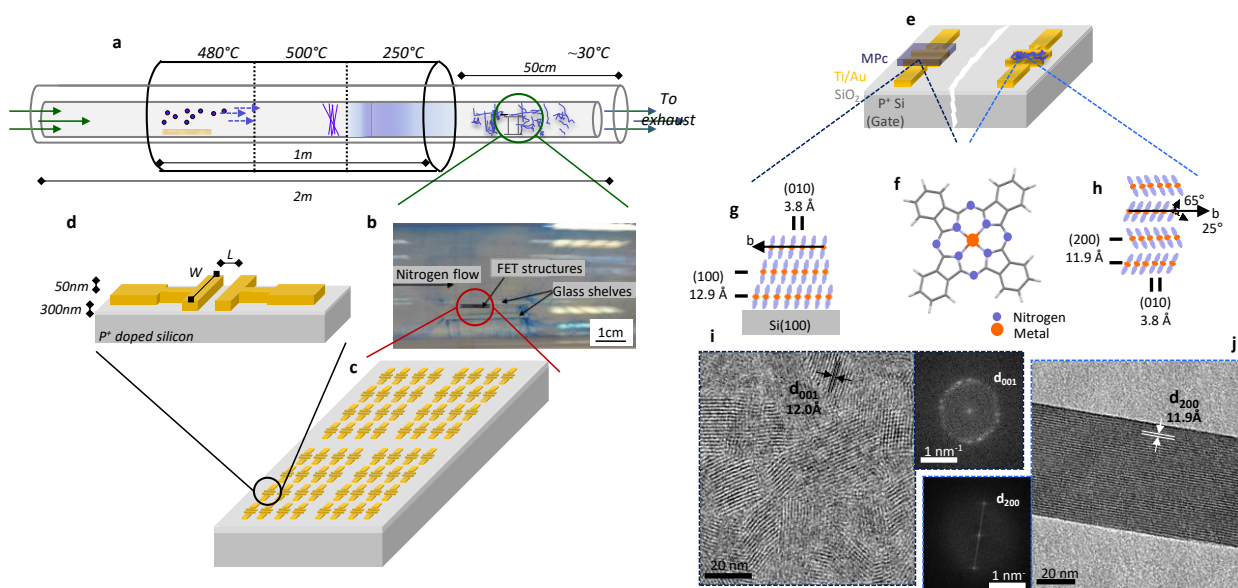 a
480°C
500°C
250°C
~30°C
50cm
To
exhaust
1m
2m
d
W
L
50nm
300nm
P⁺ doped silicon
b
Nitrogen flow
FET structures
Glass shelves
1cm
c
e
MPc
Ti/Au
SiO₂
P⁺ Si
(Gate)
f
Nitrogen
Metal
g
(010)
3.8 Å
b
(100)
12.9 Å
Si(100)
h
65°
b
25°
(200)
11.9 Å
(010)
3.8 Å
i
d₀₀₁
12.0Å
20 nm
d₀₀₁
1 nm⁻¹
d₂₀₀
1 nm⁻
j
d₂₀₀
11.9Å
20 nm